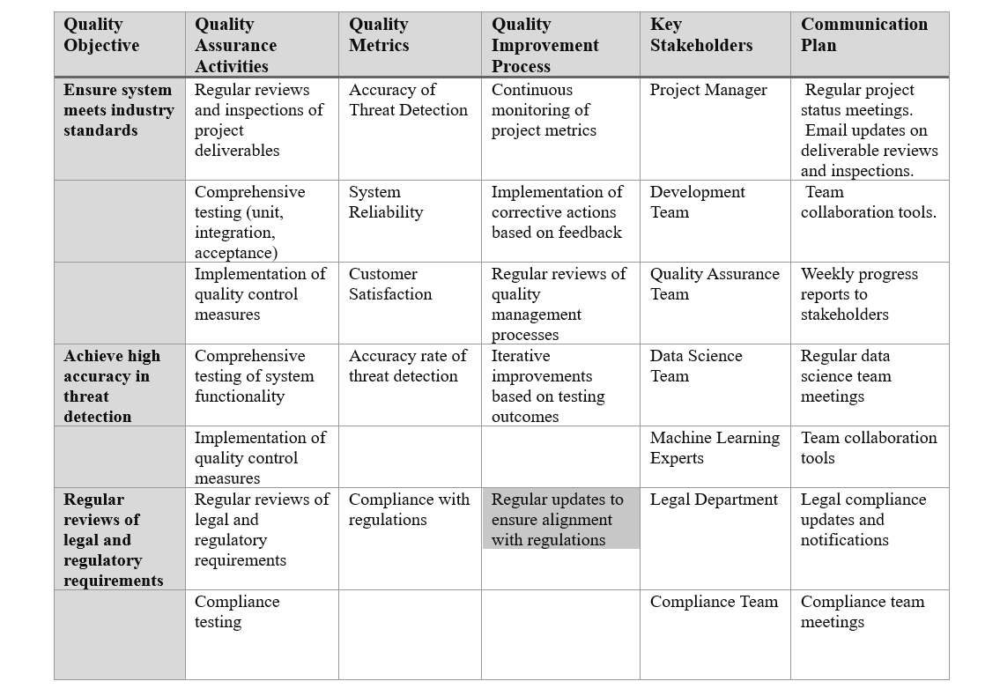 Quality Objective
Quality Assurance Activities
Quality Metrics
Quality Improvement Process
Key Stakeholders
Communication Plan
Ensure system
meets industry
standards
Regular reviews
and inspections of
project
deliverables
Accuracy of
Threat Detection
Continuous
monitoring of
project metrics
Project Manager
Regular project
status meetings.
Email updates on
deliverable reviews
and inspections.
Comprehensive
testing (unit,
integration,
acceptance)
System
Reliability
Implementation of
corrective actions
based on feedback
Development
Team
Team
collaboration tools.
Implementation of
quality control
measures
Customer
Satisfaction
Regular reviews of
quality
management
processes
Quality Assurance
Team
Weekly progress
reports to
stakeholders
Achieve high
accuracy in
threat
detection
Comprehensive
testing of system
functionality
Accuracy rate of
threat detection
Iterative
improvements
based on testing
outcomes
Data Science
Team
Regular data
science team
meetings
Implementation of
quality control
measures
Machine Learning
Experts
Team collaboration
tools
Regular
reviews of
legal and
regulatory
requirements
Regular reviews of
legal and
regulatory
requirements
Compliance with
regulations
Regular updates to
ensure alignment
with regulations
Legal Department
Legal compliance
updates and
notifications
Compliance
testing
Compliance Team
Compliance team
meetings